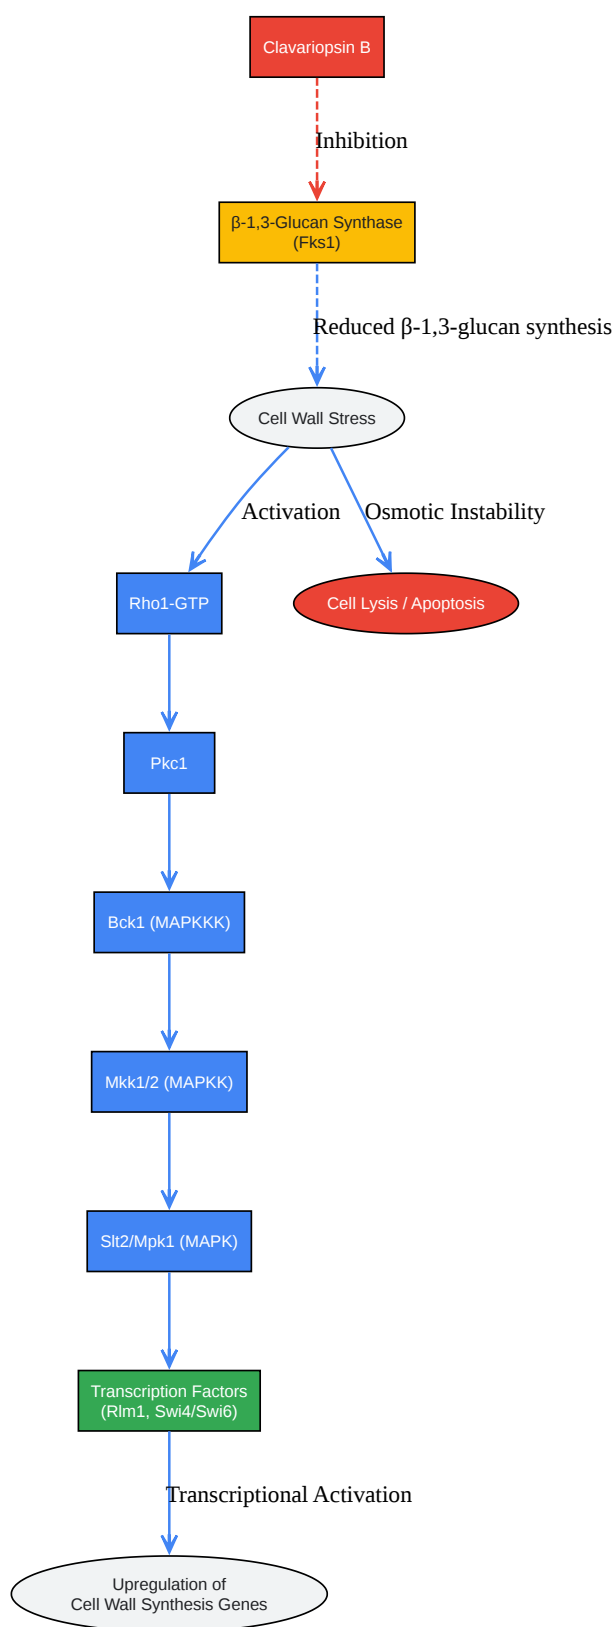 Clavariopsin B
Inhibition
β-1,3-Glucan Synthase
(Fks1)
Reduced β-1,3-glucan synthesis
Cell Wall Stress
Activation
Osmotic Instability
Rho1-GTP
Cell Lysis / Apoptosis
Pkc1
Bck1 (MAPKKK)
Mkk1/2 (MAPKK)
Slt2/Mpk1 (MAPK)
Transcription Factors
(Rlm1, Swi4/Swi6)
Transcriptional Activation
Upregulation of
Cell Wall Synthesis Genes